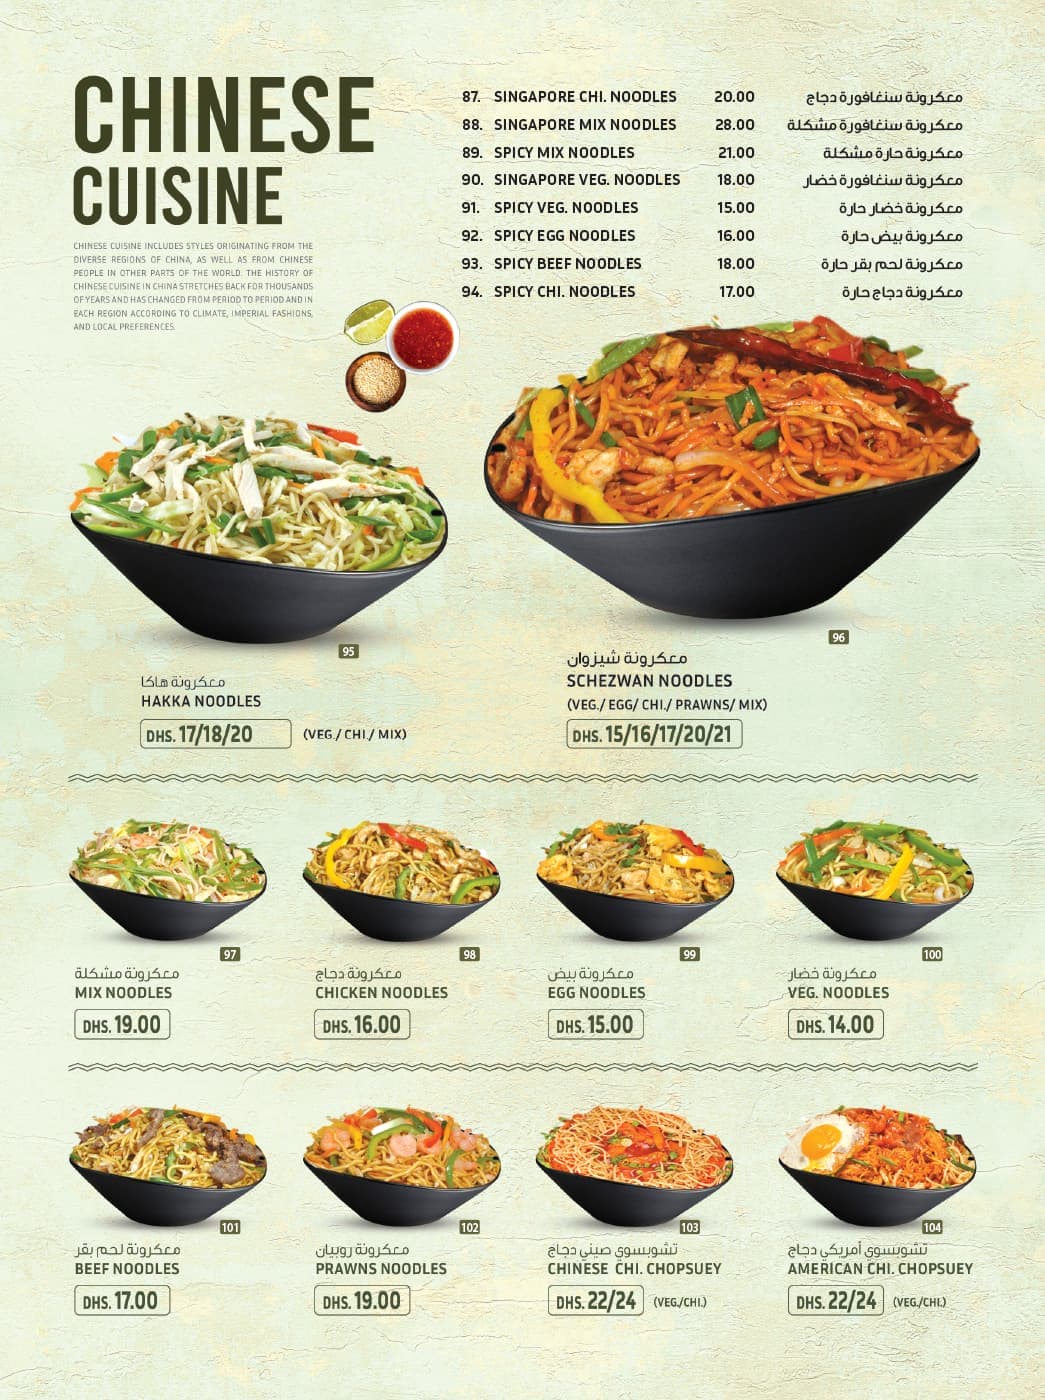 CHINESE
CUISINE
CHINESE CUISINE INCLUDES STYLES ORIGINATING FROM THE
DIVERSE REGIONS OF CHINA, AS WELL AS FROM CHINESE
PEOPLE IN OTHER PARTS OF THE WORLD. THE HISTORY OF
CHINESE CUISINE IN CHINA STRETCHES BACK FOR THOUSANDS
OF YEARS AND HAS CHANGED FROM PERIOD TO PERIOD AND IN
EACH REGION ACCORDING TO CLIMATE, IMPERIAL FASHIONS,
AND LOCAL PREFERENCES.
87. SINGAPORE CHI. NOODLES 20.00 معكرونة سنغافورة دجاج
88. SINGAPORE MIX NOODLES 28.00 معكرونة سنغافورة مشكلة
89. SPICY MIX NOODLES 21.00 معكرونة حارة مشكلة
90. SINGAPORE VEG. NOODLES 18.00 معكرونة سنغافورة خضار
91. SPICY VEG. NOODLES 15.00 معكرونة خضار حارة
92. SPICY EGG NOODLES 16.00 معكرونة بيض حارة
93. SPICY BEEF NOODLES 18.00 معكرونة لحم بقر حارة
94. SPICY CHI. NOODLES 17.00 معكرونة دجاج حارة
95
معكرونة هاكا
HAKKA NOODLES
DHS. 17/18/20 (VEG./ CHI./ MIX)
96
معكرونة شيزوان
SCHEZWAN NOODLES
(VEG./ EGG/ CHI./ PRAWNS/ MIX)
DHS. 15/16/17/20/21
97
معكرونة مشكلة
MIX NOODLES
DHS. 19.00
98
معكرونة دجاج
CHICKEN NOODLES
DHS. 16.00
99
معكرونة بيض
EGG NOODLES
DHS. 15.00
100
معكرونة خضار
VEG. NOODLES
DHS. 14.00
101
معكرونة لحم بقر
BEEF NOODLES
DHS. 17.00
102
معكرونة روبيان
PRAWNS NOODLES
DHS. 19.00
103
تشوبسوي صيني دجاج
CHINESE CHI. CHOPSUEY
DHS. 22/24 (VEG./CHI.)
104
تشوبسوي أمريكي دجاج
AMERICAN CHI. CHOPSUEY
DHS. 22/24 (VEG./CHI.)